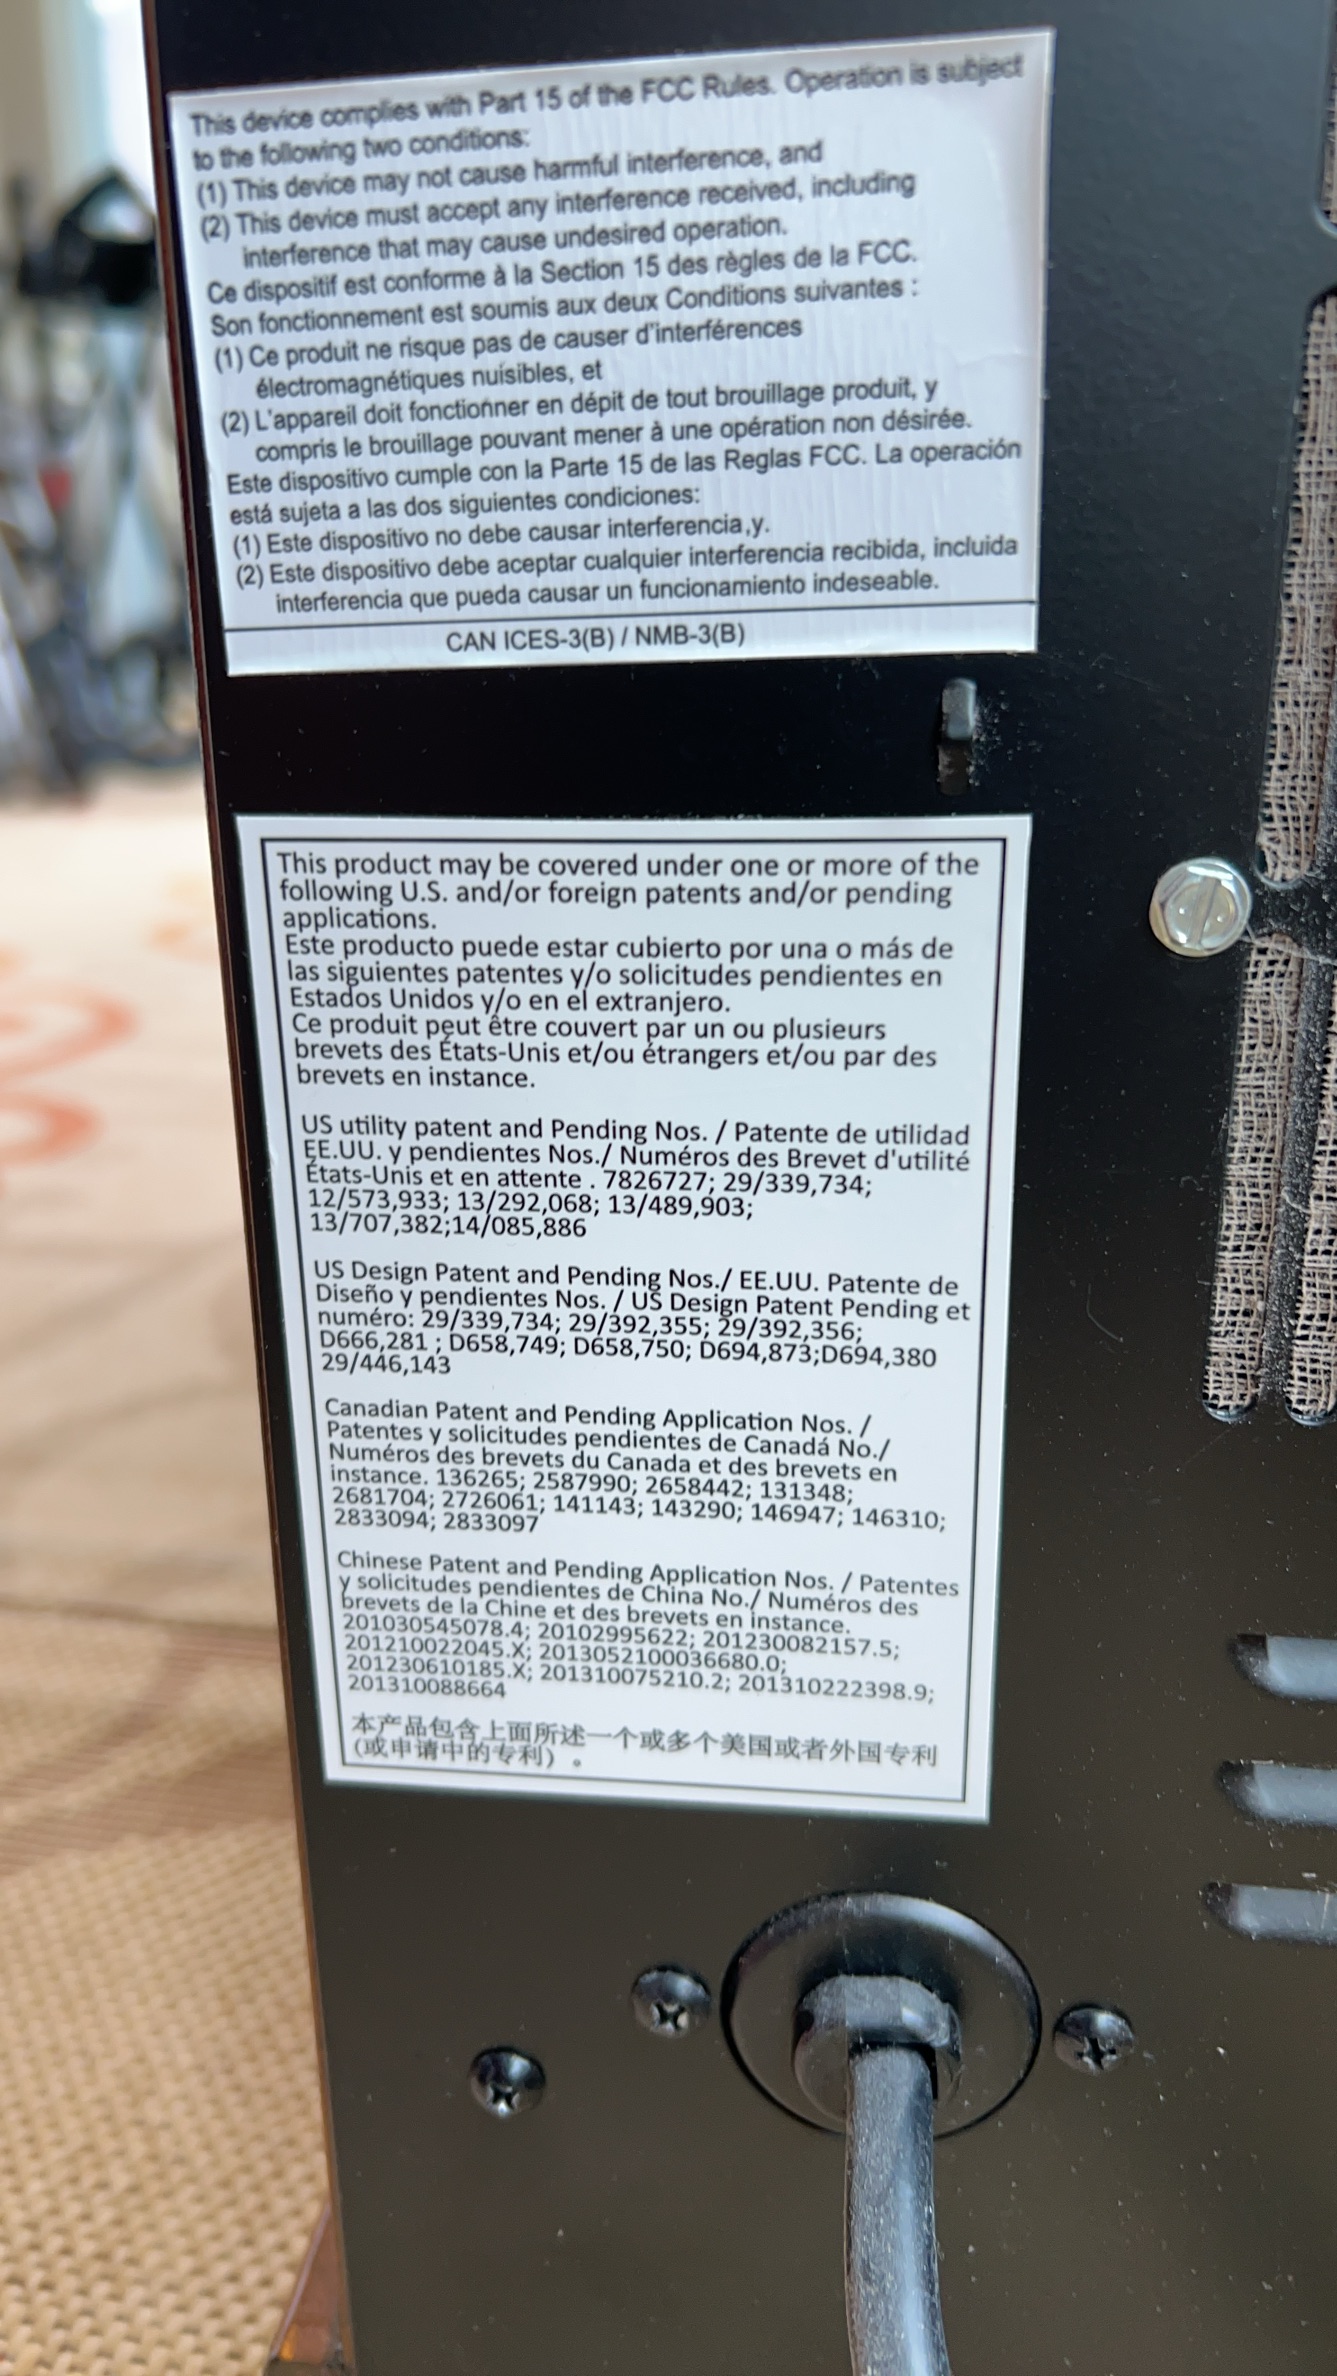 This device complies with Part 15 of the FCC Rules. Operation is subject
to the following two conditions:
(1) This device may not cause harmful interference, and
(2) This device must accept any interference received, including
interference that may cause undesired operation.
Ce dispositif est conforme à la Section 15 des règles de la FCC.
Son fonctionnement est soumis aux deux Conditions suivantes :
(1) Ce produit ne risque pas de causer d'interférences
électromagnétiques nuisibles, et
(2) L'appareil doit fonctionner en dépit de tout brouillage produit, y
compris le brouillage pouvant mener à une opération non désirée.
Este dispositivo cumple con la Parte 15 de las Reglas FCC. La operación
está sujeta a las dos siguientes condiciones:
(1) Este dispositivo no debe causar interferencia,y.
(2) Este dispositivo debe aceptar cualquier interferencia recibida, incluida
interferencia que pueda causar un funcionamiento indeseable.
CAN ICES-3(B) / NMB-3(B)
This product may be covered under one or more of the
following U.S. and/or foreign patents and/or pending
applications.
Este producto puede estar cubierto por una o más de
las siguientes patentes y/o solicitudes pendientes en
Estados Unidos y/o en el extranjero.
Ce produit peut être couvert par un ou plusieurs
brevets des États-Unis et/ou étrangers et/ou par des
brevets en instance.
US utility patent and Pending Nos. / Patente de utilidad
EE.UU. y pendientes Nos./ Numéros des Brevet d'utilité
États-Unis et en attente . 7826727; 29/339,734;
12/573,933; 13/292,068; 13/489,903;
13/707,382;14/085,886
US Design Patent and Pending Nos./ EE.UU. Patente de
Diseño y pendientes Nos. / US Design Patent Pending et
numéro: 29/339,734; 29/392,355; 29/392,356;
D666,281 ; D658,749; D658,750; D694,873;D694,380
29/446,143
Canadian Patent and Pending Application Nos. /
Patentes y solicitudes pendientes de Canadá No./
Numéros des brevets du Canada et des brevets en
instance. 136265; 2587990; 2658442; 131348;
2681704; 2726061; 141143; 143290; 146947; 146310;
2833094; 2833097
Chinese Patent and Pending Application Nos. / Patentes
y solicitudes pendientes de China No./ Numéros des
brevets de la Chine et des brevets en instance.
201030545078.4; 20102995622; 201230082157.5;
201210022045.X; 2013052100036680.0;
201230610185.X; 201310075210.2; 201310222398.9;
201310088664
本产品包含上面所述一个或多个美国或者外国专利
(或申请中的专利) 。